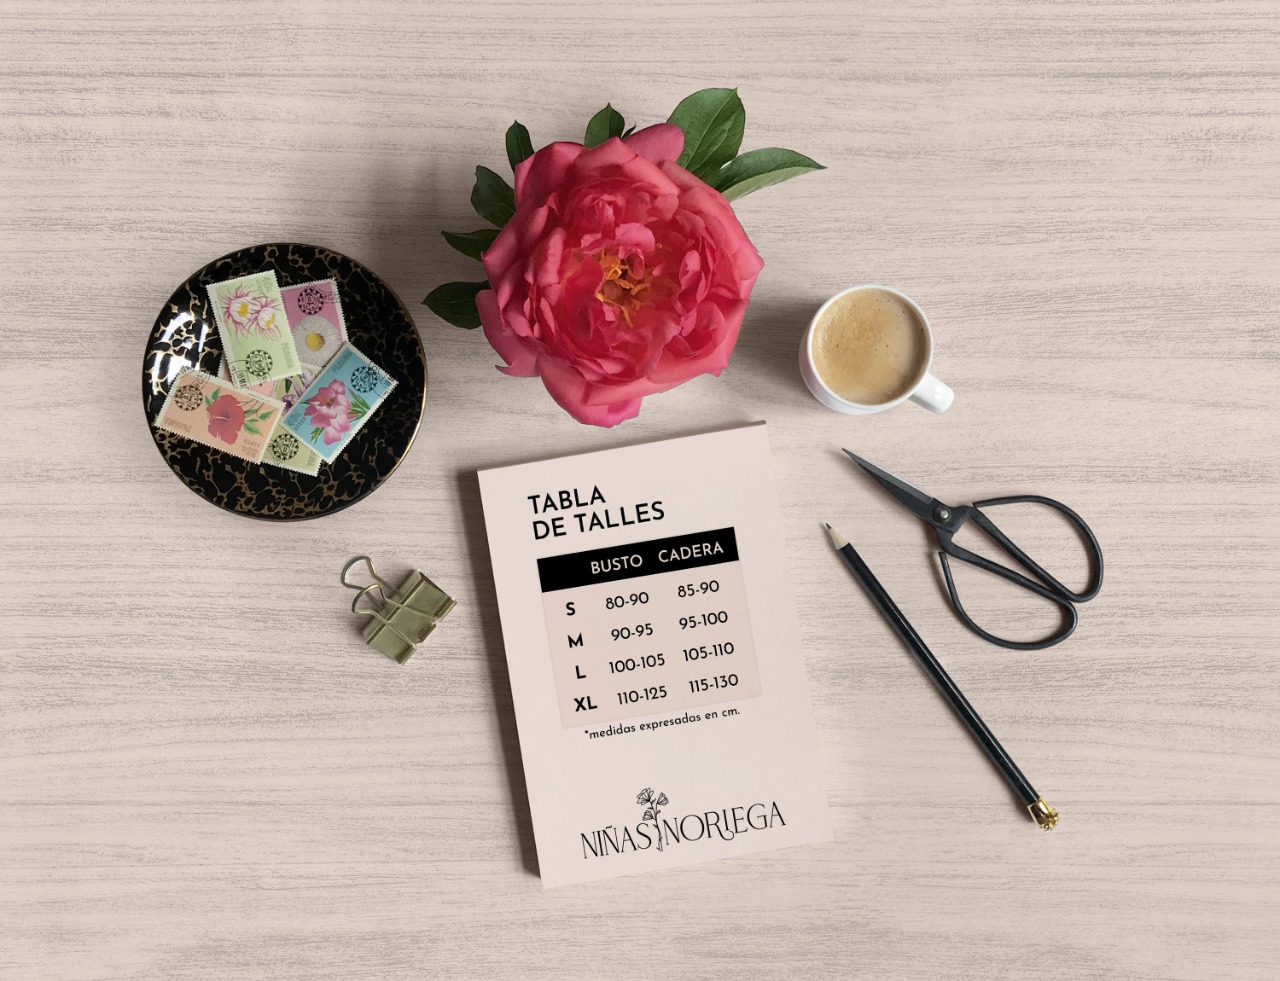 TABLA
DE TALLES
BUSTO CADERA
S 80-90 85-90
M 90-95 95-100
L 100-105 105-110
XL 110-125 115-130
*medidas expresadas en cm.
NIÑAS NORIEGA